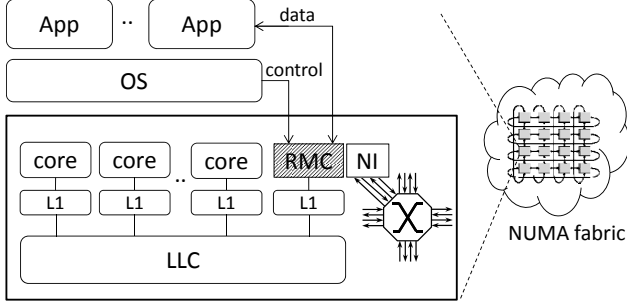 App .. App
data
OS
control
core core .. core RMC NI
L1 L1 L1 L1
LLC
NUMA fabric